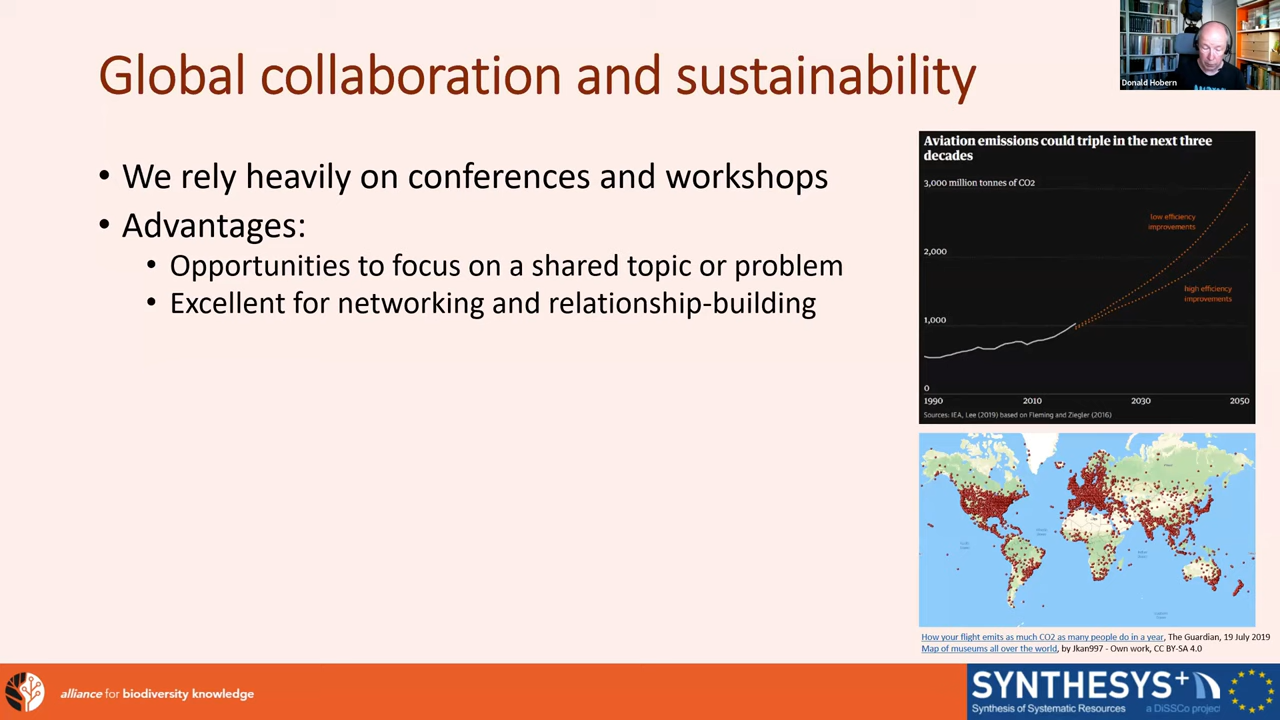 Global collaboration and sustainability
Donald Hobern
• We rely heavily on conferences and workshops
• Advantages:
• Opportunities to focus on a shared topic or problem
• Excellent for networking and relationship-building
Aviation emissions could triple in the next three
decades
3,000 million tonnes of CO2
low efficiency
improvements
2,000
high efficiency
improvements
1,000
0
1990 2010 2030 2050
Sources: IEA, Lee (2019) based on Fleming and Ziegler (2016)
How your flight emits as much CO2 as many people do in a year, The Guardian, 19 July 2019
Map of museums all over the world, by Jkan997 - Own work, CC BY-SA 4.0
alliance for biodiversity knowledge
SYNTHESYS+
Synthesis of Systematic Resources
a DiSSCo project